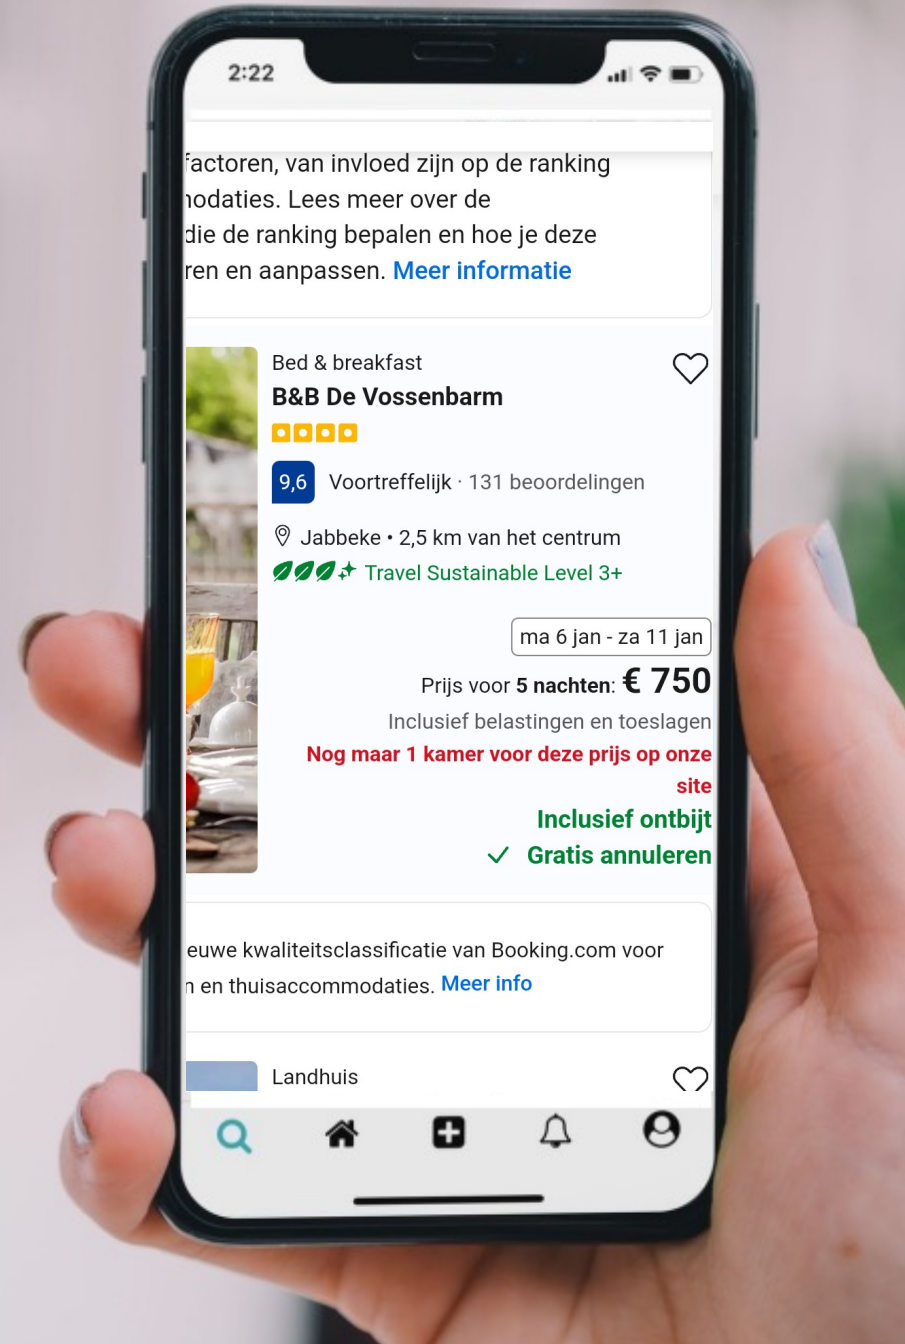 2:22
factoren, van invloed zijn op de ranking
nodaties. Lees meer over de
die de ranking bepalen en hoe je deze
ren en aanpassen. Meer informatie
Bed & breakfast
B&B De Vossenbarm
9,6 Voortreffelijk · 131 beoordelingen
Jabbeke • 2,5 km van het centrum
Travel Sustainable Level 3+
ma 6 jan - za 11 jan
Prijs voor 5 nachten: € 750
Inclusief belastingen en toeslagen
Nog maar 1 kamer voor deze prijs op onze
site
Inclusief ontbijt
✓ Gratis annuleren
euwe kwaliteitsclassificatie van Booking.com voor
n en thuisaccommodaties. Meer info
Landhuis